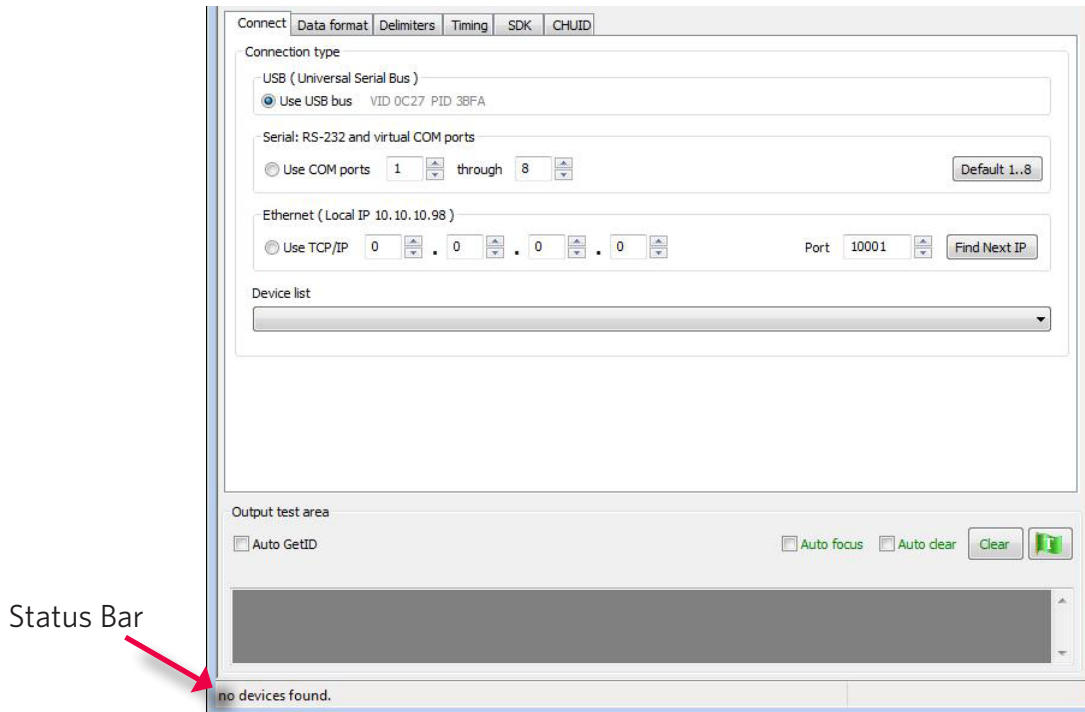 Connect Data format Delimiters Timing SDK CHUID
Connection type
USB ( Universal Serial Bus )
Use USB bus VID 0C27 PID 3BFA
Serial: RS-232 and virtual COM ports
Use COM ports 1 through 8 Default 1..8
Ethernet ( Local IP 10.10.10.98 )
Use TCP/IP 0 . 0 . 0 . 0 Port 10001 Find Next IP
Device list
Output test area
Auto GetID Auto focus Auto clear Clear T
Status Bar
no devices found.